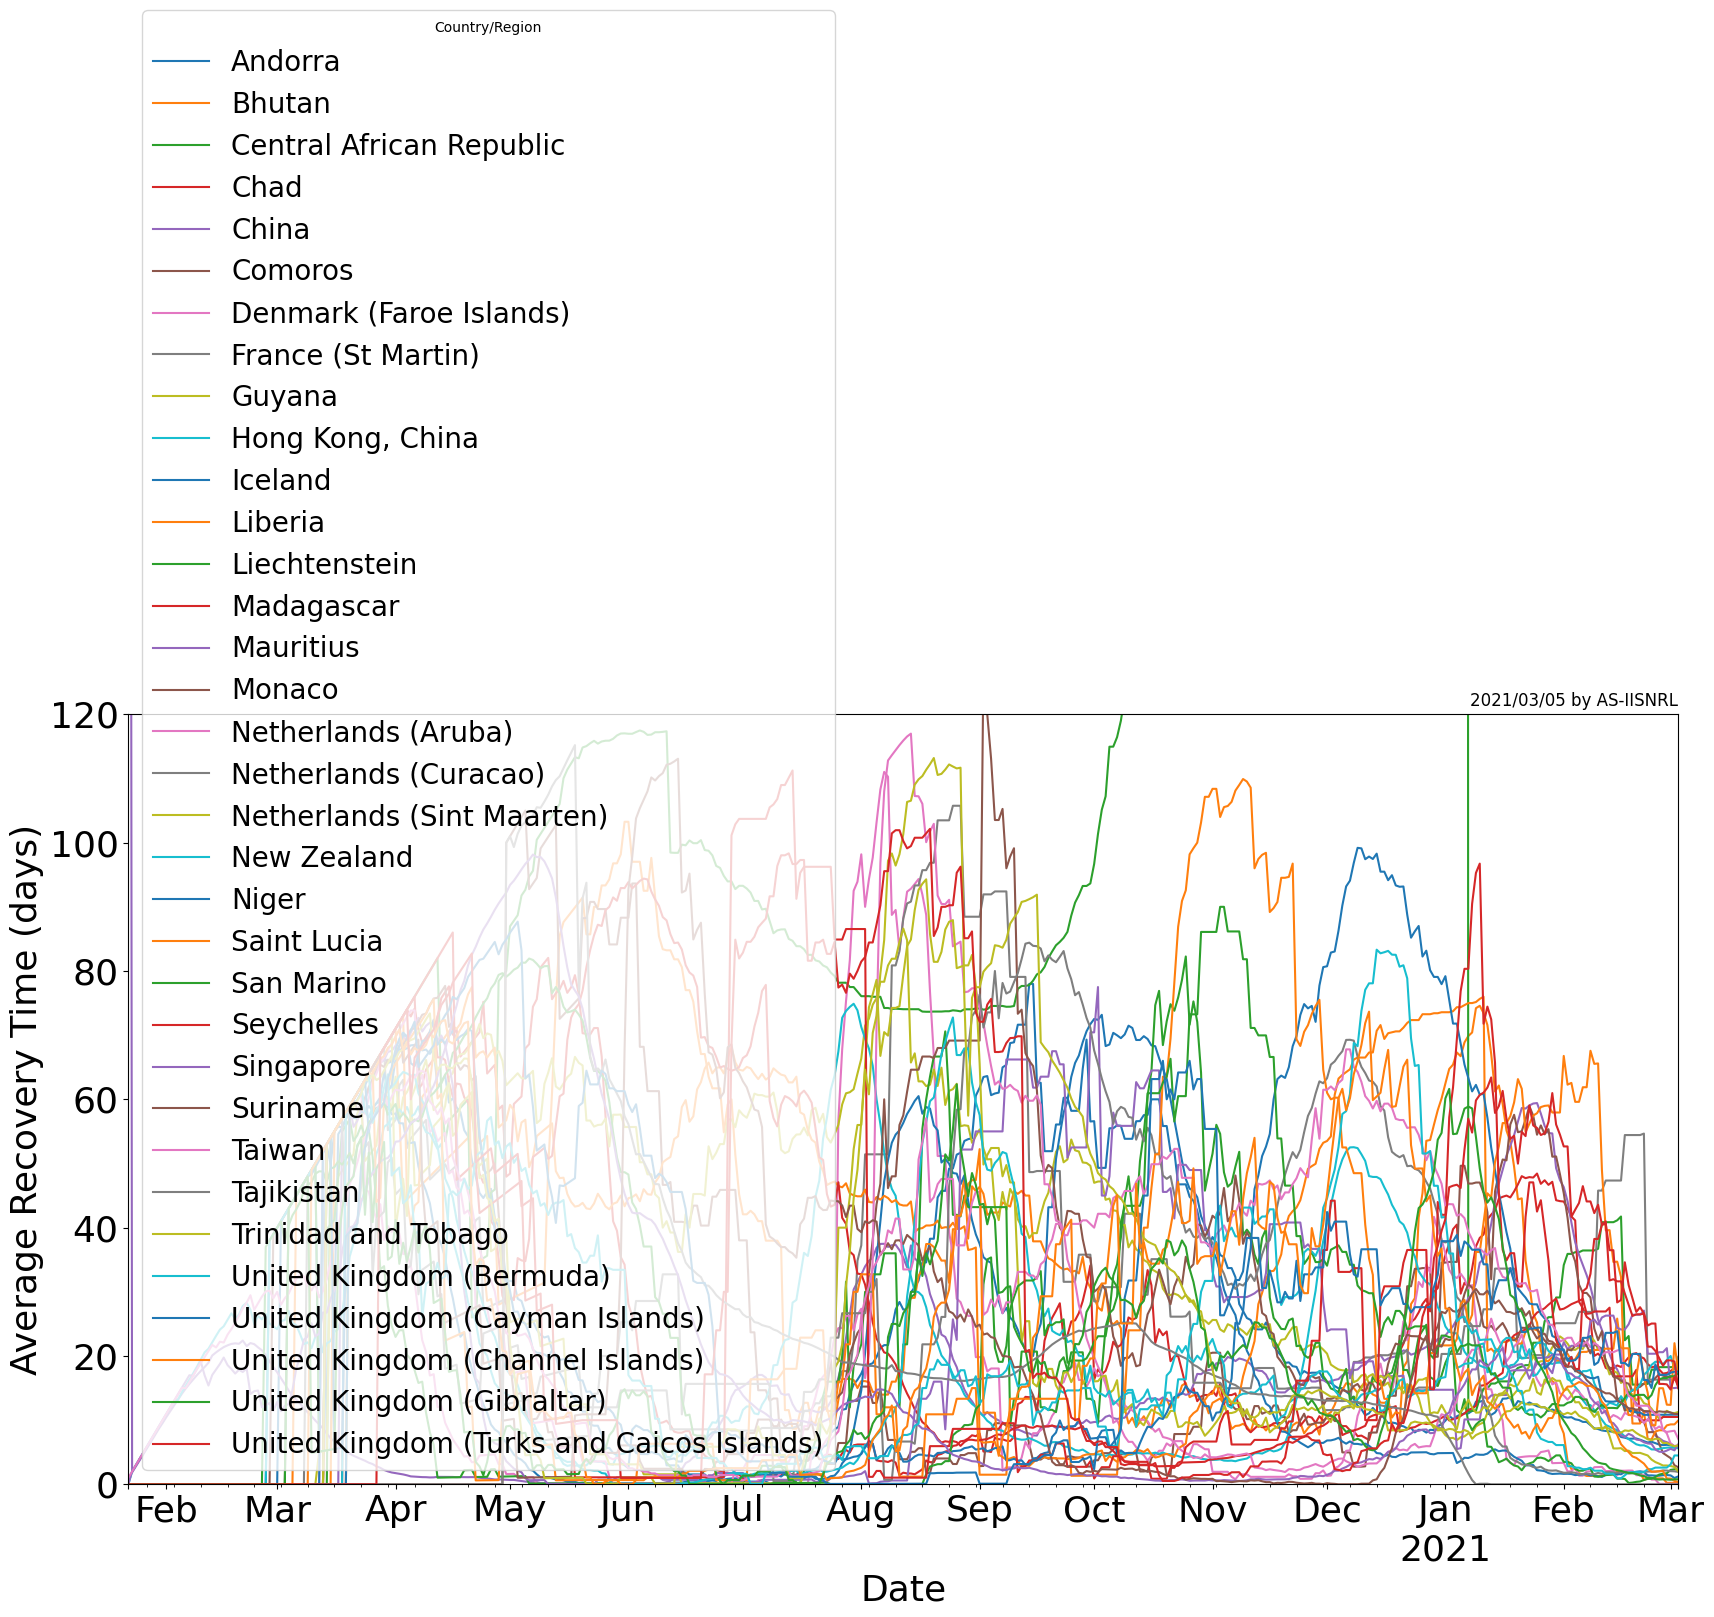 Country/Region
Andorra
Bhutan
Central African Republic
Chad
China
Comoros
Denmark (Faroe Islands)
France (St Martin)
Guyana
Hong Kong, China
Iceland
Liberia
Liechtenstein
Madagascar
Mauritius
Monaco
Netherlands (Aruba)
Netherlands (Curacao)
Netherlands (Sint Maarten)
New Zealand
Niger
Saint Lucia
San Marino
Seychelles
Singapore
Suriname
Taiwan
Tajikistan
Trinidad and Tobago
United Kingdom (Bermuda)
United Kingdom (Cayman Islands)
United Kingdom (Channel Islands)
United Kingdom (Gibraltar)
United Kingdom (Turks and Caicos Islands)
2021/03/05 by AS-IISNRL
Average Recovery Time (days)
120
100
80
60
40
20
0
Feb Mar Apr May Jun Jul Aug Sep Oct Nov Dec Jan Feb Mar
2021
Date